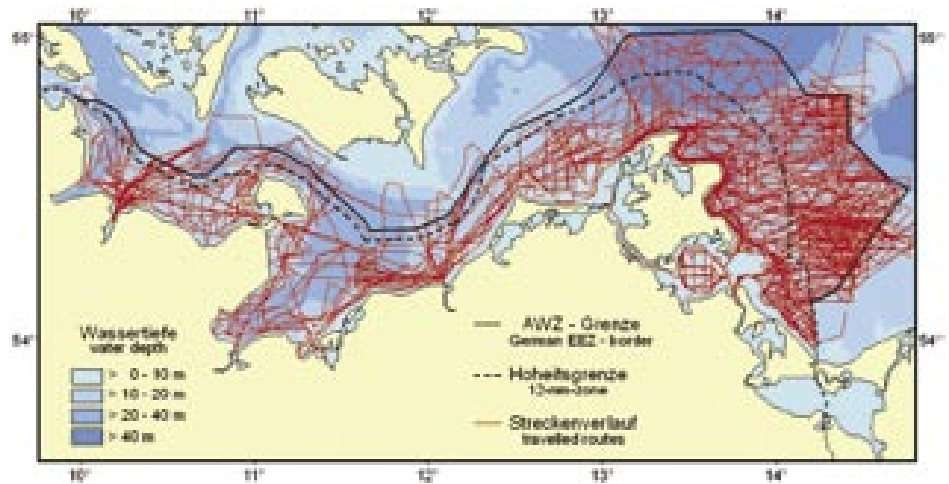 10° 11° 12° 13° 14°
55° 55°
54° 54°
Wassertiefe
water depth
> 0 - 10 m
> 10 - 20 m
> 20 - 40 m
> 40 m
AWZ - Grenze
German EEZ - border
Hoheitsgrenze
12-nm-zone
Streckenverlauf
travelled routes
10° 11° 12° 13° 14°